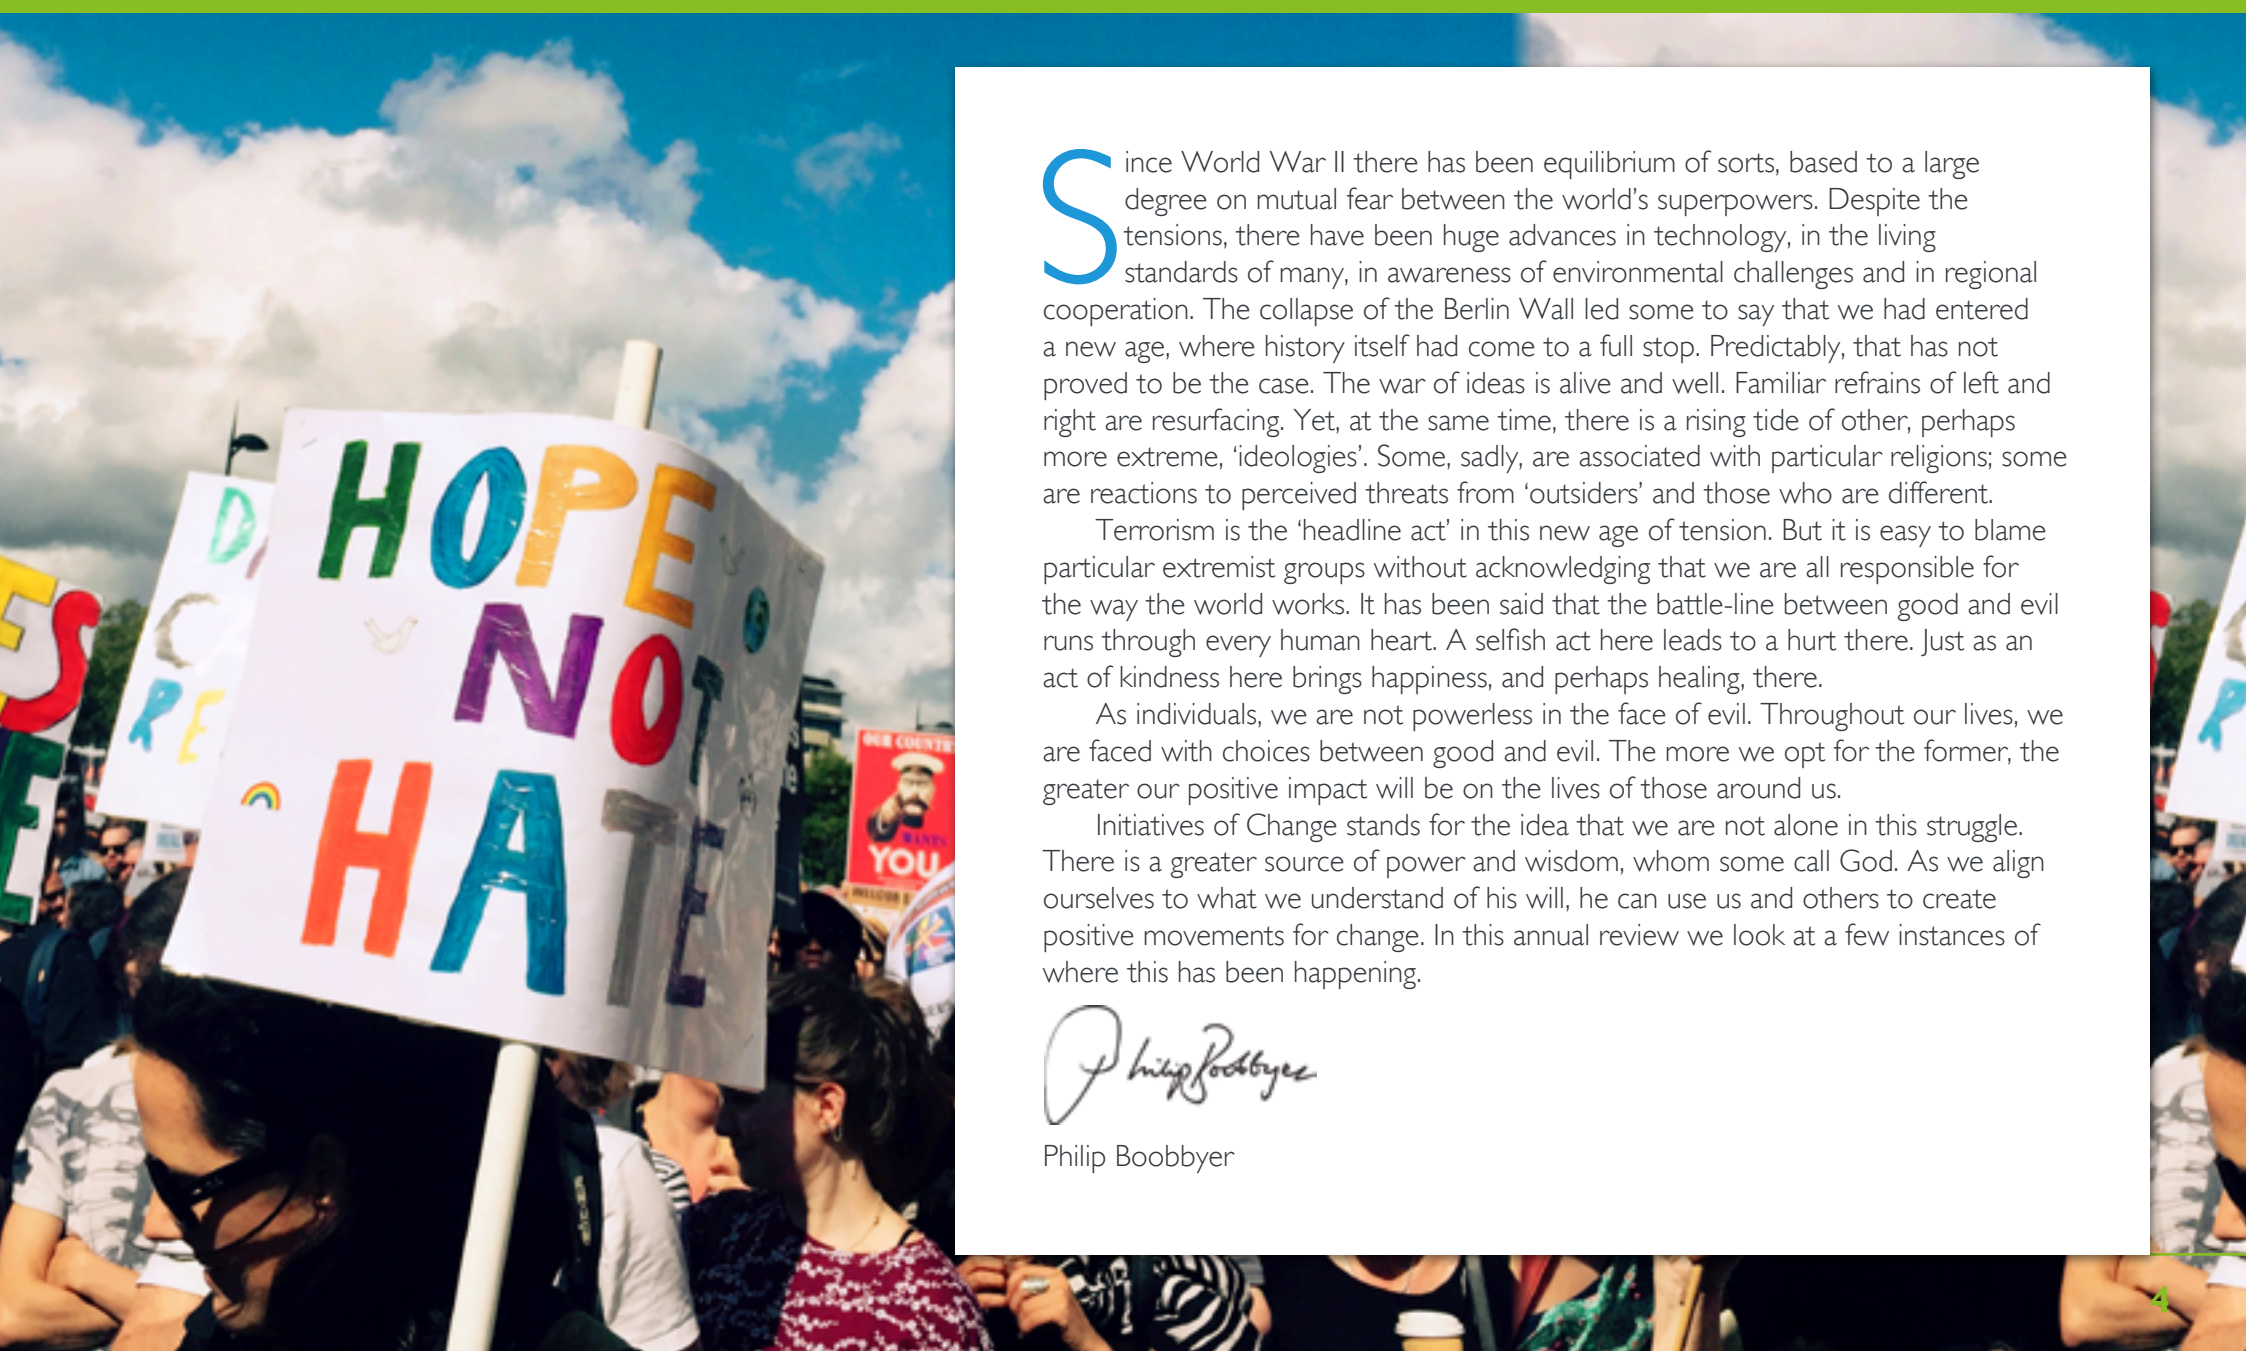 HOPE
NOT
HATE
D
C
RE
ES
E
OUR COUNTR
WANTS
YOU
Since World War II there has been equilibrium of sorts, based to a large
degree on mutual fear between the world’s superpowers. Despite the
tensions, there have been huge advances in technology, in the living
standards of many, in awareness of environmental challenges and in regional
cooperation. The collapse of the Berlin Wall led some to say that we had entered
a new age, where history itself had come to a full stop. Predictably, that has not
proved to be the case. The war of ideas is alive and well. Familiar refrains of left and
right are resurfacing. Yet, at the same time, there is a rising tide of other, perhaps
more extreme, ‘ideologies’. Some, sadly, are associated with particular religions; some
are reactions to perceived threats from ‘outsiders’ and those who are different.
Terrorism is the ‘headline act’ in this new age of tension. But it is easy to blame
particular extremist groups without acknowledging that we are all responsible for
the way the world works. It has been said that the battle-line between good and evil
runs through every human heart. A selfish act here leads to a hurt there. Just as an
act of kindness here brings happiness, and perhaps healing, there.
As individuals, we are not powerless in the face of evil. Throughout our lives, we
are faced with choices between good and evil. The more we opt for the former, the
greater our positive impact will be on the lives of those around us.
Initiatives of Change stands for the idea that we are not alone in this struggle.
There is a greater source of power and wisdom, whom some call God. As we align
ourselves to what we understand of his will, he can use us and others to create
positive movements for change. In this annual review we look at a few instances of
where this has been happening.
Philip Boobbyer
Philip Boobbyer
4